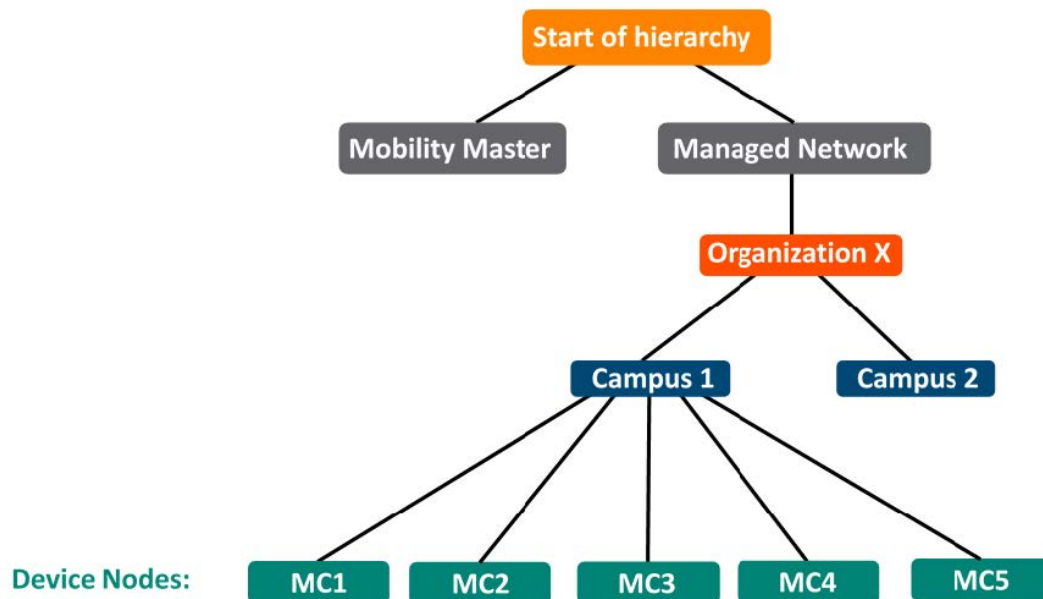 Start of hierarchy
Mobility Master
Managed Network
Organization X
Campus 1
Campus 2
Device Nodes:
MC1
MC2
MC3
MC4
MC5